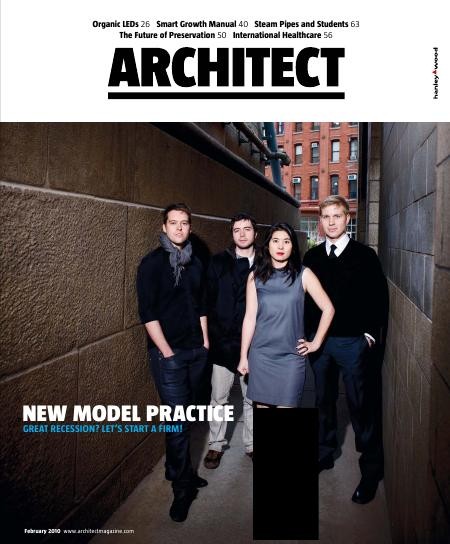 Organic LEDs 26 Smart Growth Manual 40 Steam Pipes and Students 63
The Future of Preservation 50 International Healthcare 56
hanley wood
ARCHITECT
NEW MODEL PRACTICE
GREAT RECESSION? LET'S START A FIRM!
February 2010 www.architectmagazine.com